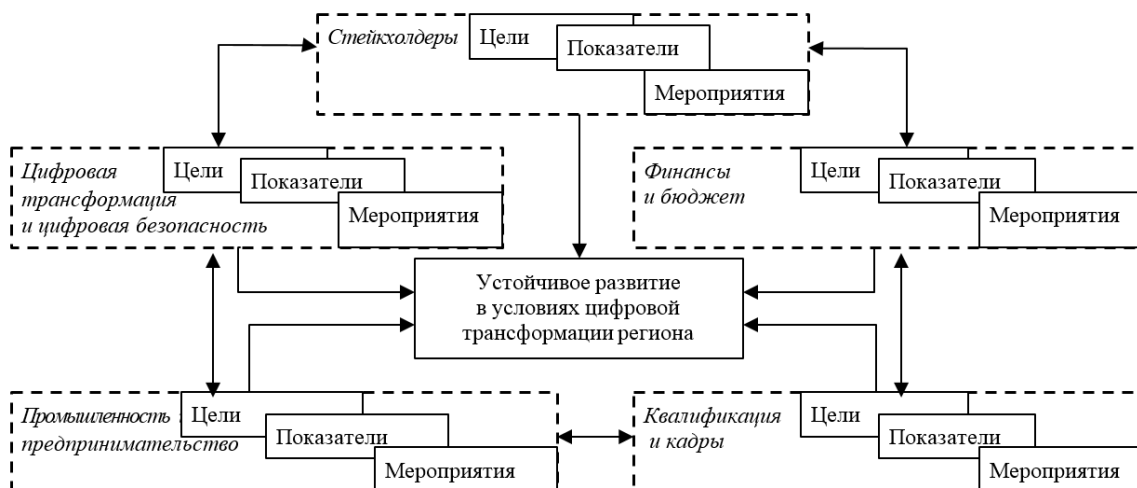 Стейкхолдеры
Цели
Показатели
Мероприятия
Цифровая
трансформация
и цифровая безопасность
Цели
Показатели
Мероприятия
Финансы
и бюджет
Цели
Показатели
Мероприятия
Устойчивое развитие
в условиях цифровой
трансформации региона
Промышленность
предпринимательство
Цели
Показатели
Мероприятия
Квалификация
и кадры
Цели
Показатели
Мероприятия